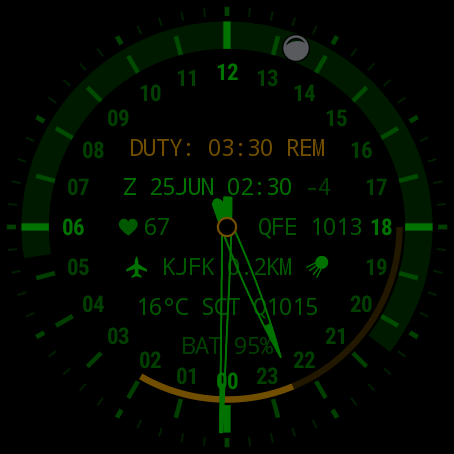 12
11 13
10 14
09 15
DUTY: 03:30 REM
08 16
Z 25JUN 02:30 -4
07 17
06 67 QFE 1013 18
05 KJFK 0.2KM 19
16°C SCT Q1015
04 20
03 21
BAT 95%
02 22
01 23
00